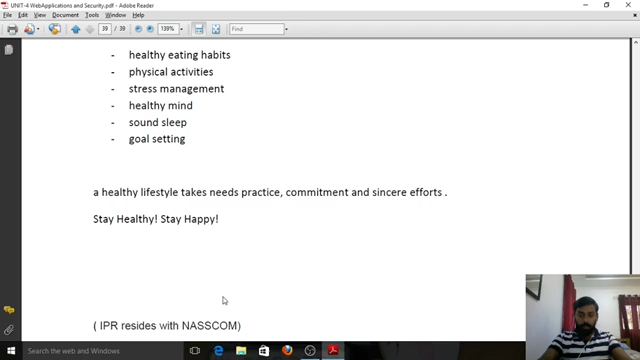 UNIT-4 WebApplications and Security.pdf - Adobe Reader
File Edit View Document Tools Window Help
39 / 39 139% Find
- healthy eating habits
- physical activities
- stress management
- healthy mind
- sound sleep
- goal setting
a healthy lifestyle takes needs practice, commitment and sincere efforts .
Stay Healthy! Stay Happy!
( IPR resides with NASSCOM)
Search the web and Windows